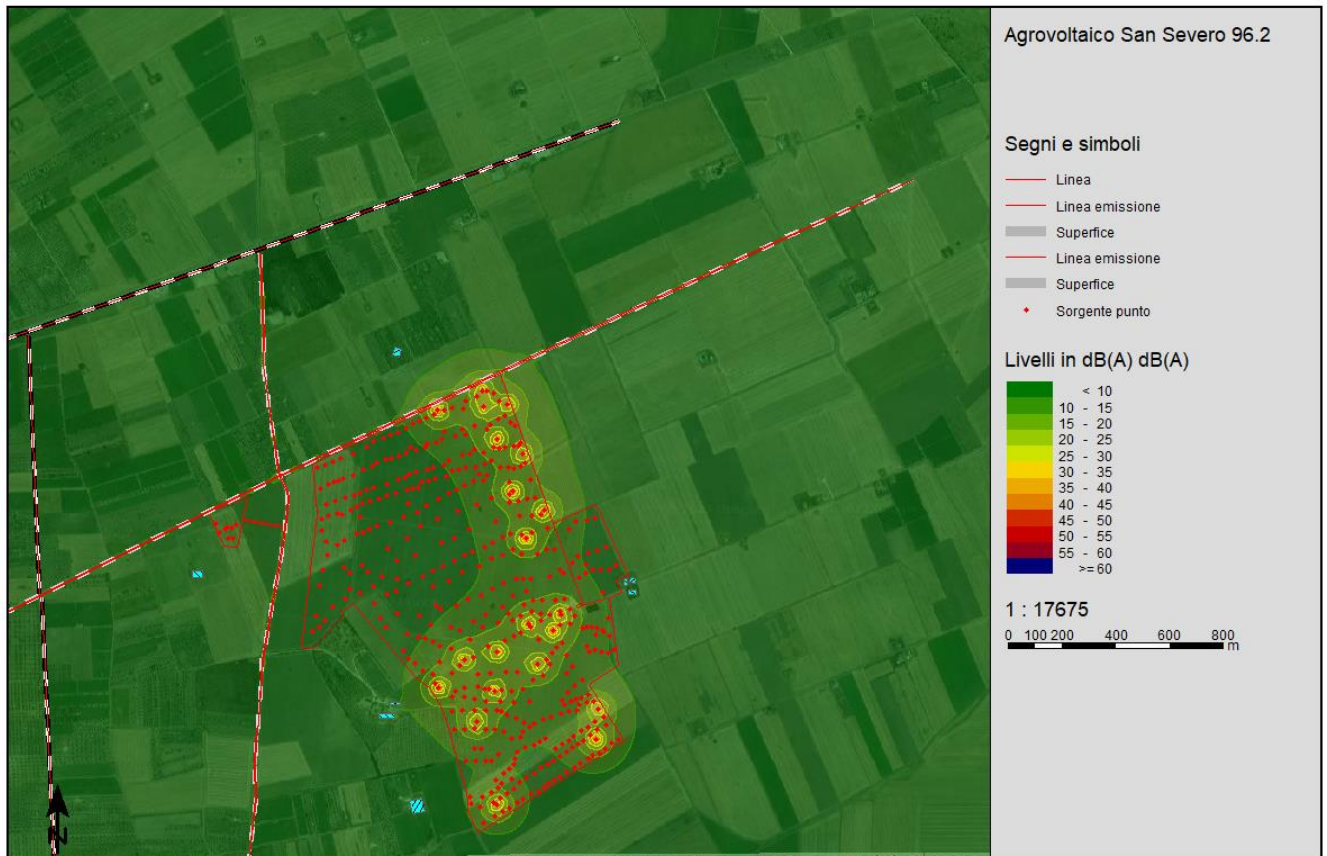 Agrovoltaico San Severo 96.2
Segni e simboli
Linea
Linea emissione
Superfice
Linea emissione
Superfice
Sorgente punto
Livelli in dB(A) dB(A)
< 10
10 - 15
15 - 20
20 - 25
25 - 30
30 - 35
35 - 40
40 - 45
45 - 50
50 - 55
55 - 60
>= 60
1 : 17675
0 100 200 400 600 800
m
N